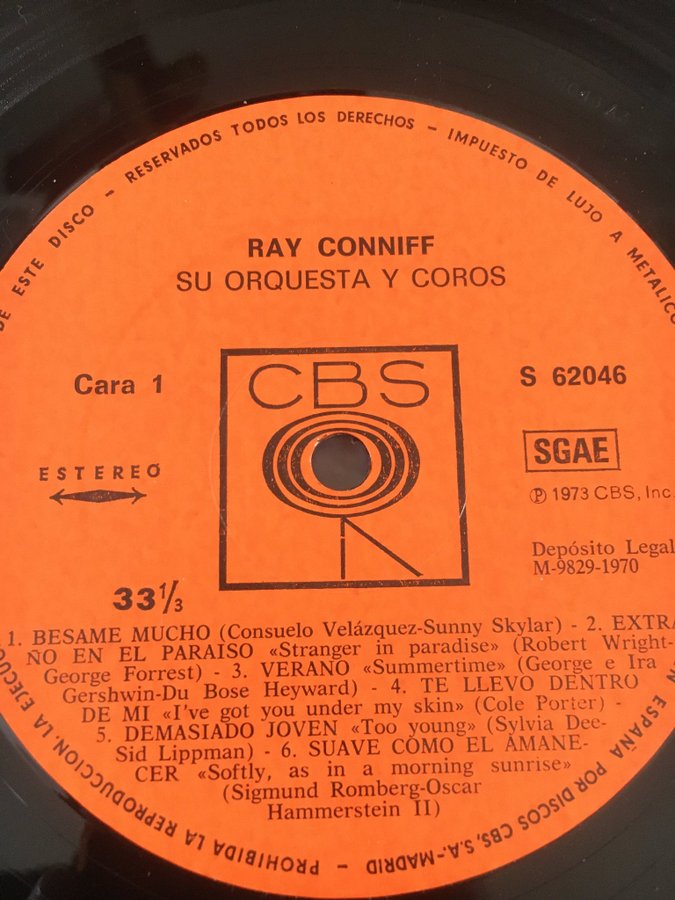 DE ESTE DISCO - RESERVADOS TODOS LOS DERECHOS - IMPUESTO DE LUJO A METALICO
RAY CONNIFF
SU ORQUESTA Y COROS
Cara 1
CBS
S 62046
SGAE
ESTEREO
℗ 1973 CBS, Inc.
Depósito Legal
M-9829-1970
33 1/3
1. BESAME MUCHO (Consuelo Velázquez-Sunny Skylar) - 2. EXTRA
ÑO EN EL PARAISO «Stranger in paradise» (Robert Wright-
George Forrest) - 3. VERANO «Summertime» (George e Ira
Gershwin-Du Bose Heyward) - 4. TE LLEVO DENTRO
DE MI «I've got you under my skin» (Cole Porter) -
5. DEMASIADO JOVEN «Too young» (Sylvia Dee-
Sid Lippman) - 6. SUAVE COMO EL AMANE-
CER «Softly, as in a morning sunrise»
(Sigmund Romberg-Oscar
Hammerstein II)
ESPAÑA POR DISCOS CBS, S.A.-MADRID - PROHIBIDA LA REPRODUCCION, LA EJECUC